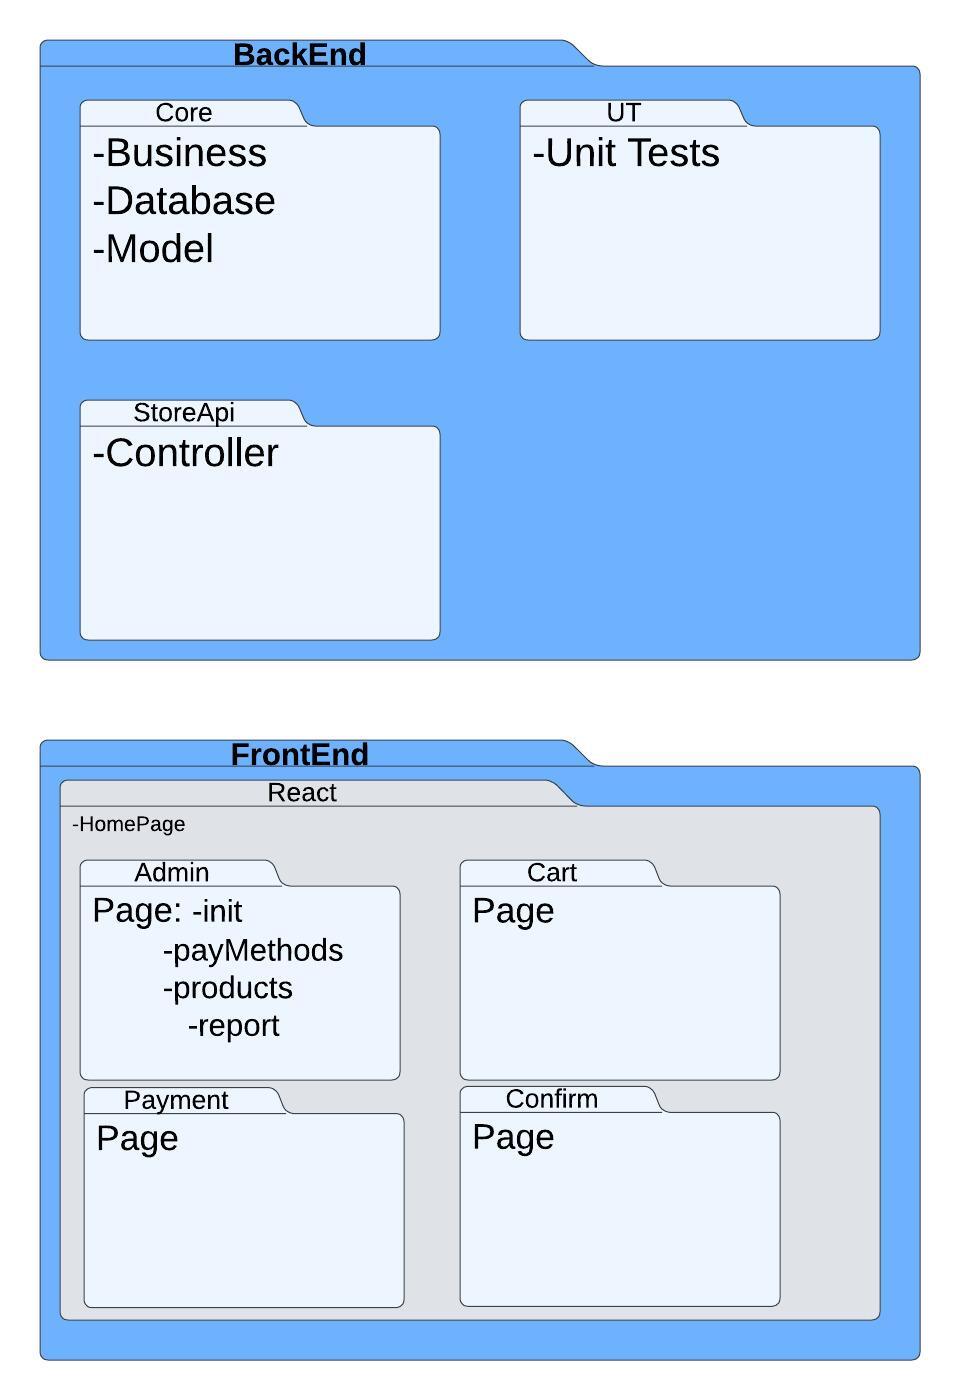 BackEnd
Core
-Business
-Database
-Model
UT
-Unit Tests
StoreApi
-Controller
FrontEnd
React
-HomePage
Admin
Page: -init
-payMethods
-products
-report
Cart
Page
Payment
Page
Confirm
Page